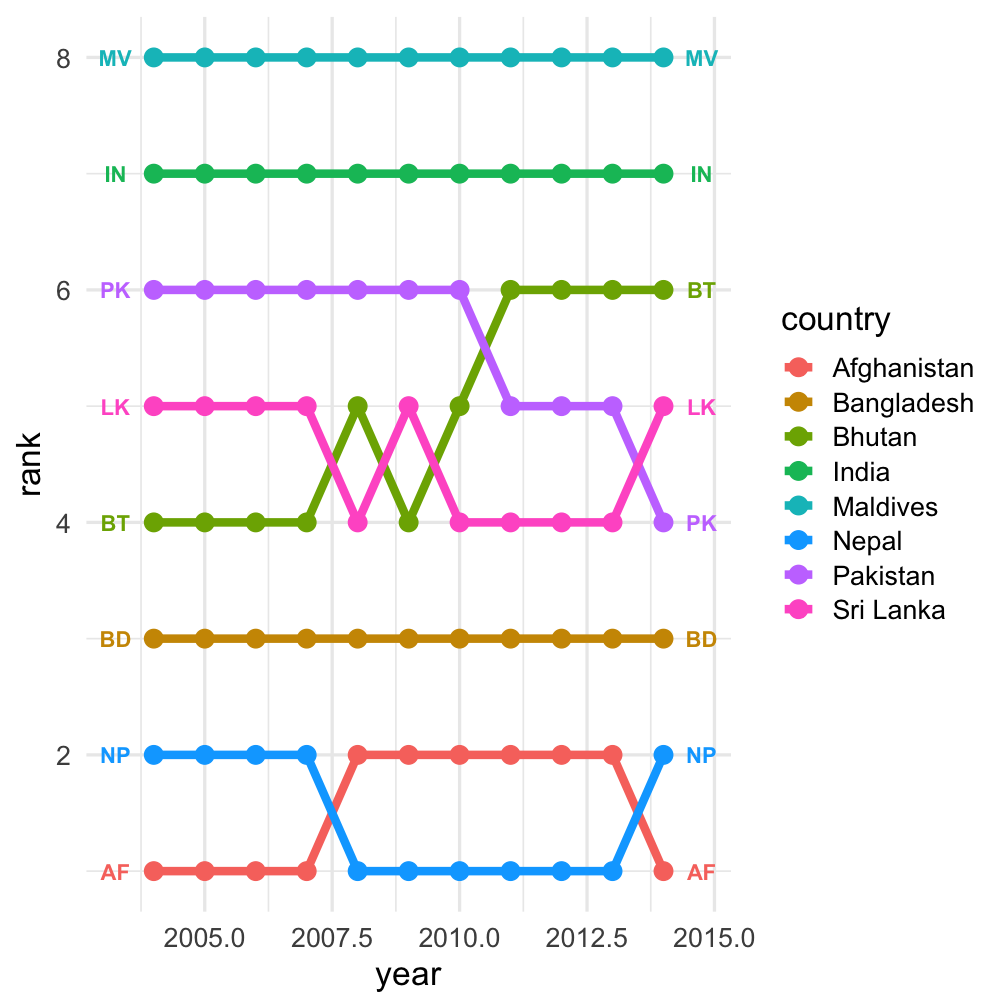 8
MV
MV
IN
IN
6
PK
BT
LK
LK
rank
4
BT
PK
BD
BD
2
NP
NP
AF
AF
2005.0 2007.5 2010.0 2012.5 2015.0
year
country
Afghanistan
Bangladesh
Bhutan
India
Maldives
Nepal
Pakistan
Sri Lanka